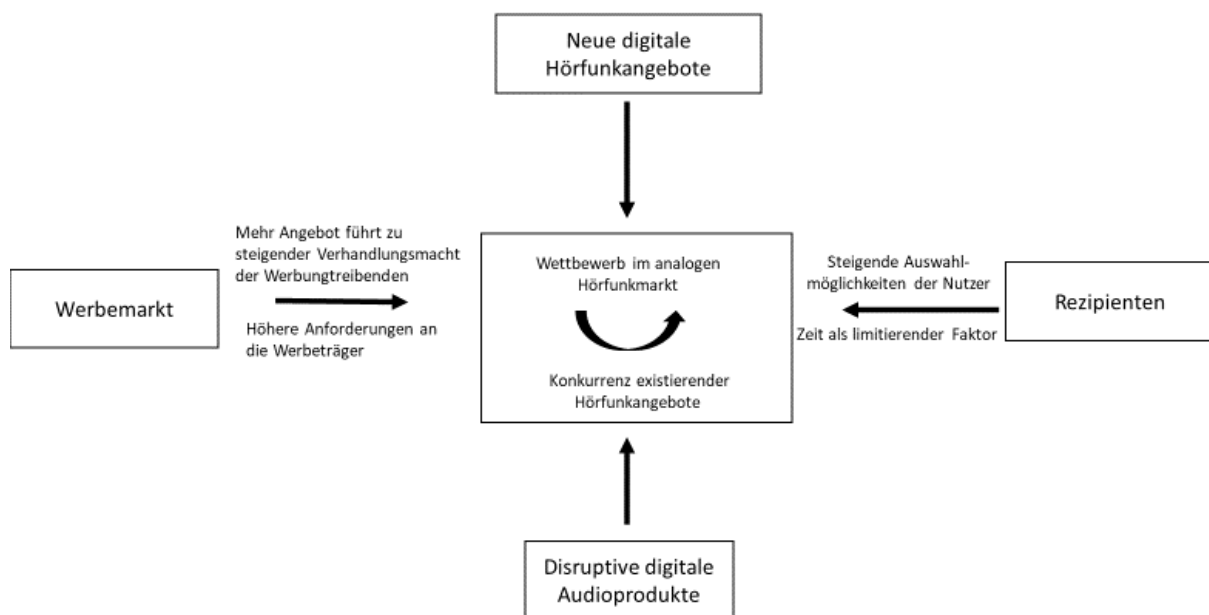 Neue digitale
Hörfunkangebote
Mehr Angebot führt zu
steigender Verhandlungsmacht
der Werbungtreibenden
Werbemarkt
Höhere Anforderungen an
die Werbeträger
Wettbewerb im analogen
Hörfunkmarkt
Konkurrenz existierender
Hörfunkangebote
Steigende Auswahl-
möglichkeiten der Nutzer
Zeit als limitierender Faktor
Rezipienten
Disruptive digitale
Audioprodukte